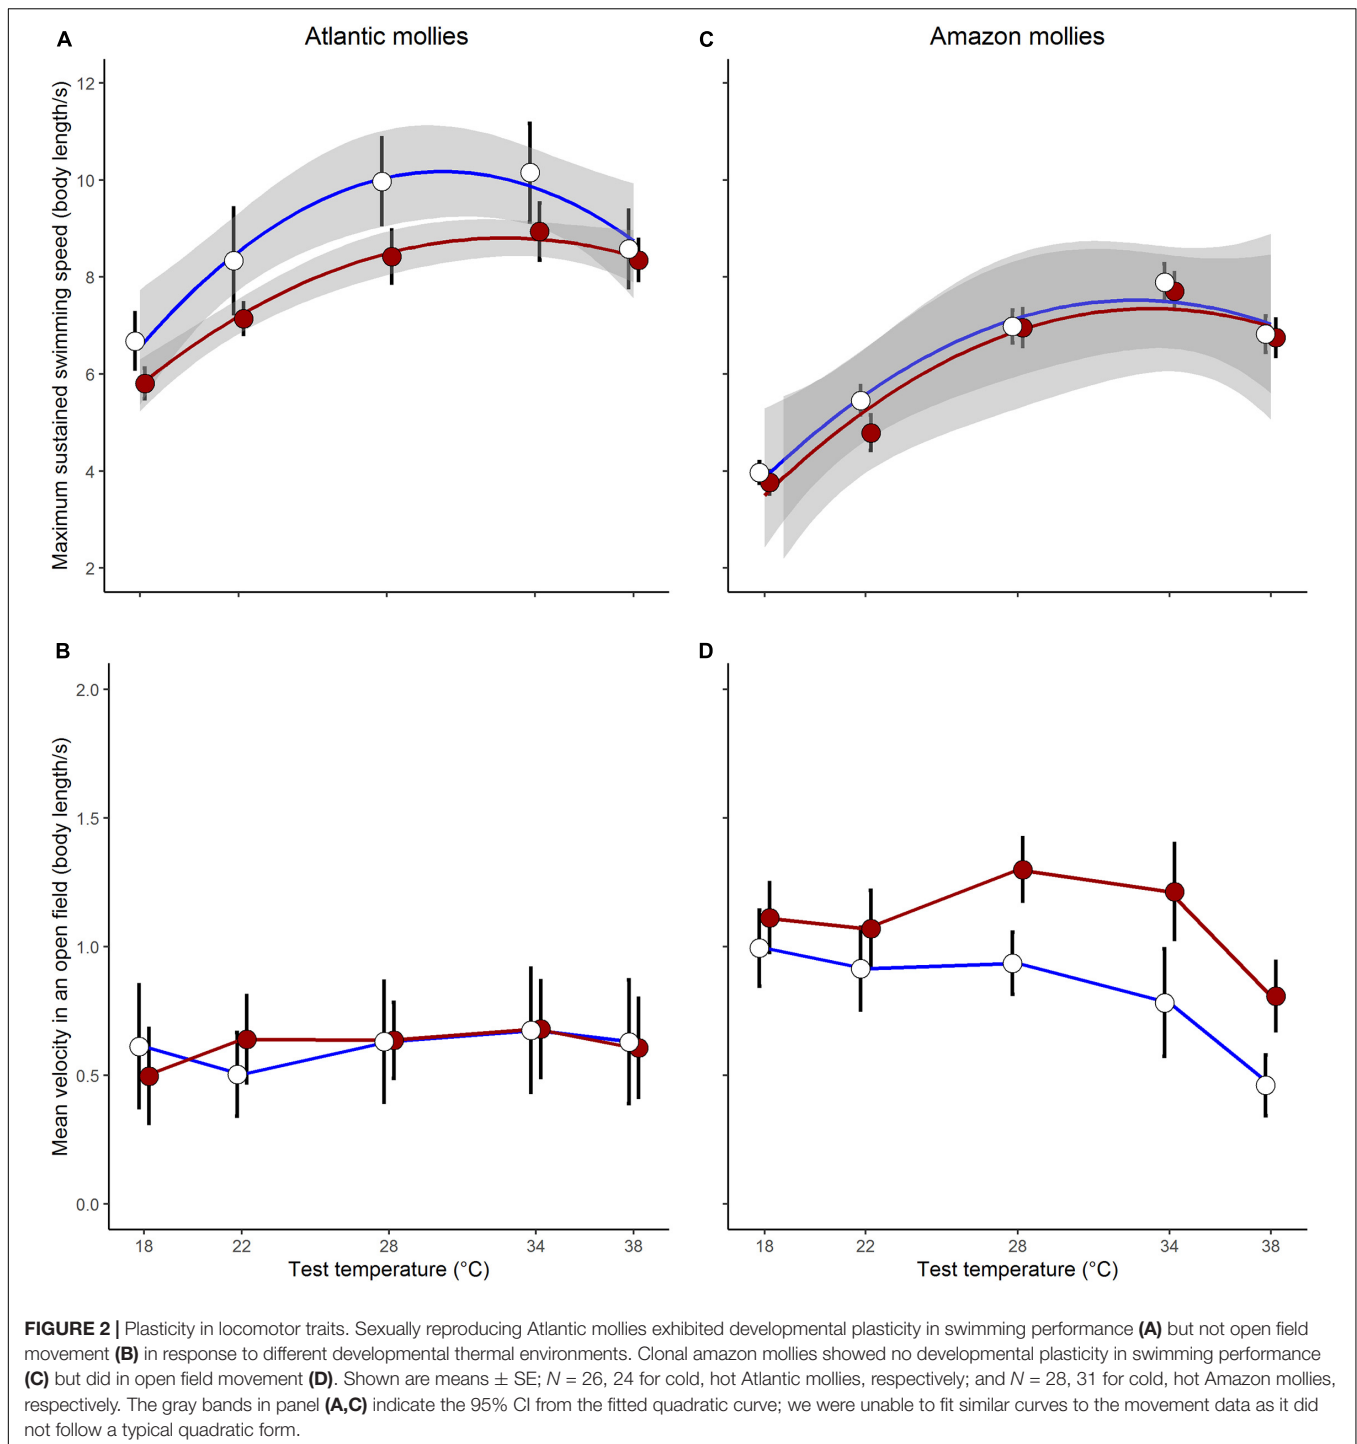 A
Atlantic mollies
C
Amazon mollies
Maximum sustained swimming speed (body length/s)
12
10
8
6
4
2
B
D
Mean velocity in an open field (body length/s)
2.0
1.5
1.0
0.5
0.0
18 22 28 34 38
18 22 28 34 38
Test temperature (°C)
Test temperature (°C)
FIGURE 2 | Plasticity in locomotor traits. Sexually reproducing Atlantic mollies exhibited developmental plasticity in swimming performance (A) but not open field
movement (B) in response to different developmental thermal environments. Clonal amazon mollies showed no developmental plasticity in swimming performance
(C) but did in open field movement (D). Shown are means ± SE; N = 26, 24 for cold, hot Atlantic mollies, respectively; and N = 28, 31 for cold, hot Amazon mollies,
respectively. The gray bands in panel (A,C) indicate the 95% CI from the fitted quadratic curve; we were unable to fit similar curves to the movement data as it did
not follow a typical quadratic form.